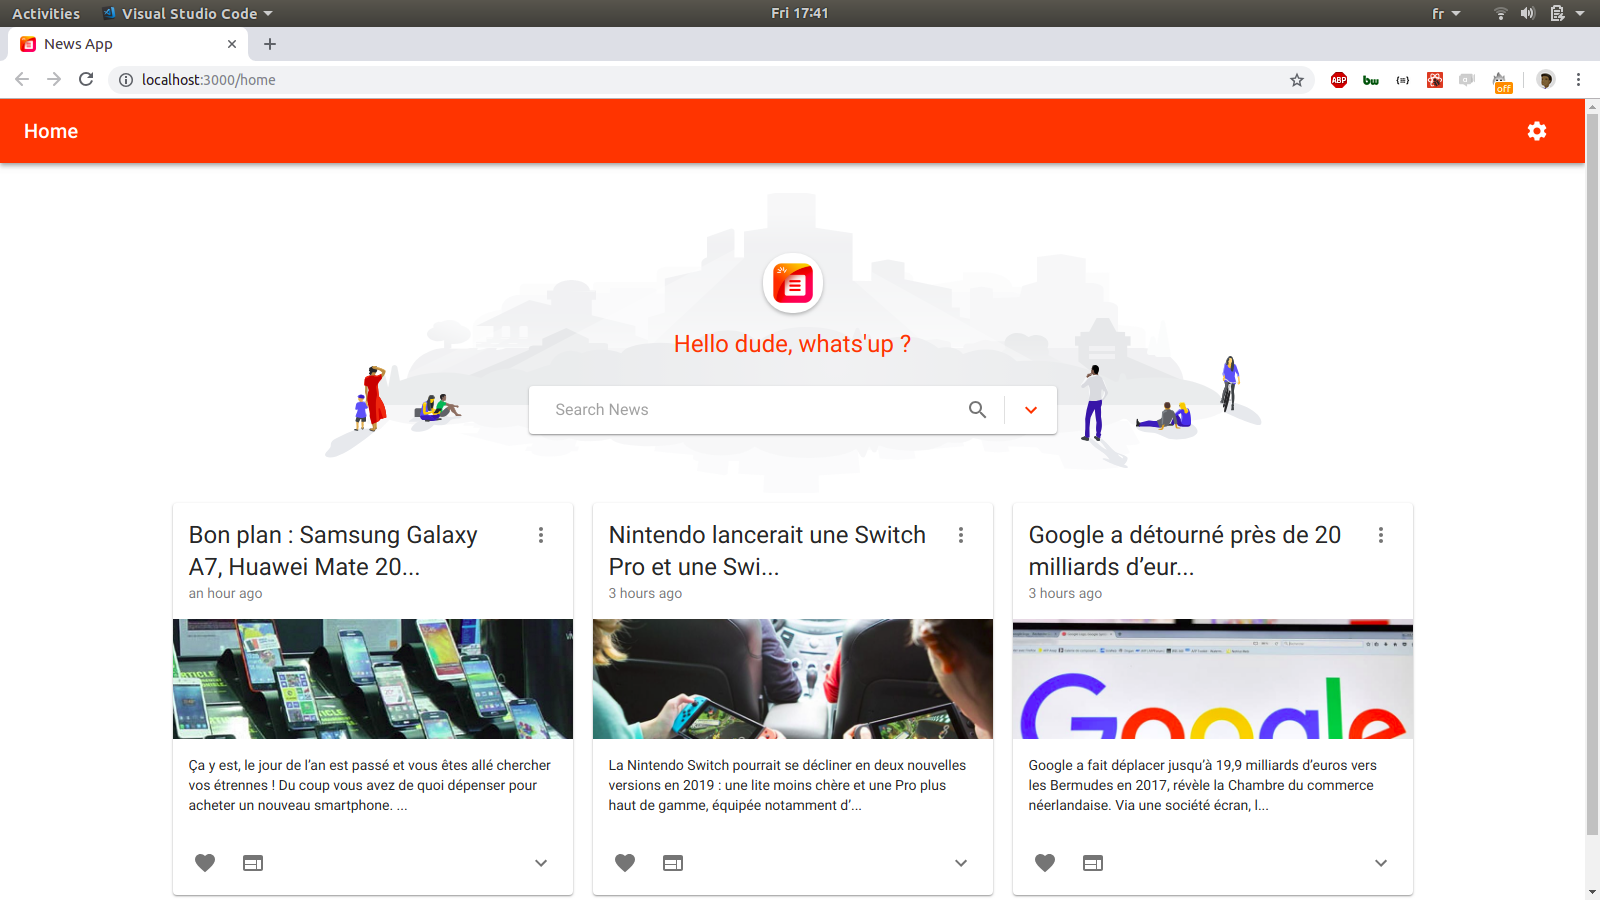 Activities Visual Studio Code Fri 17:41 fr
News App
localhost:3000/home ABP bw off
Home
24
Hello dude, whats'up ?
Search News
Bon plan : Samsung Galaxy
A7, Huawei Mate 20...
an hour ago
Ça y est, le jour de l’an est passé et vous êtes allé chercher
vos étrennes ! Du coup vous avez de quoi dépenser pour
acheter un nouveau smartphone. ...
Nintendo lancerait une Switch
Pro et une Swi...
3 hours ago
La Nintendo Switch pourrait se décliner en deux nouvelles
versions en 2019 : une lite moins chère et une Pro plus
haut de gamme, équipée notamment d’...
Google a détourné près de 20
milliards d’eur...
3 hours ago
Google
Google a fait déplacer jusqu’à 19,9 milliards d’euros vers
les Bermudes en 2017, révèle la Chambre du commerce
néerlandaise. Via une société écran, l...